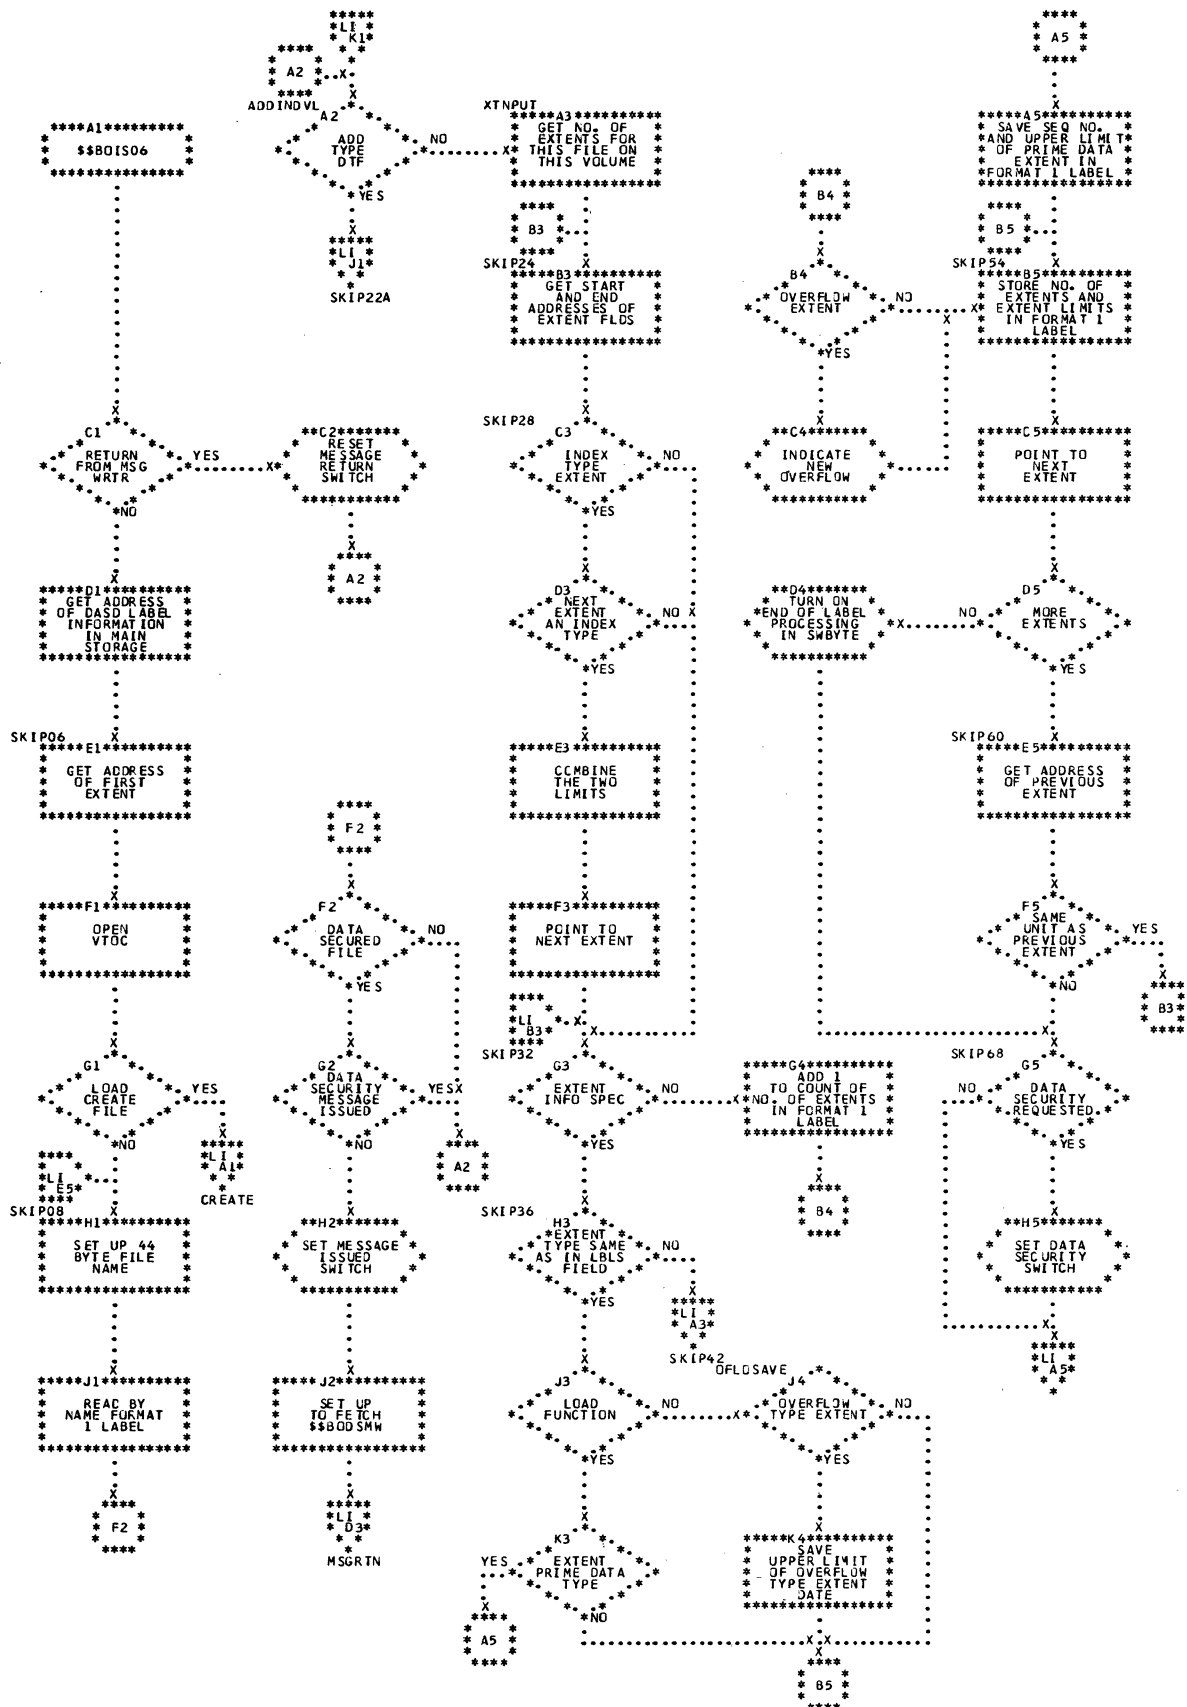 LI
K1
A2
ADDINDVL
A2
ADD
TYPE
DTF
NO
YES
LI
J1
SKIP22A
A1
$$BOIS06
C1
RETURN
FROM MSG
WRTR
YES
NO
C2
RESET
MESSAGE
RETURN
SWITCH
A2
D1
GET ADDRESS
OF DASD LABEL
INFORMATION
IN MAIN
STORAGE
SKIP06
E1
GET ADDRESS
OF FIRST
EXTENT
F1
OPEN
VTOC
G1
LOAD
CREATE
FILE
YES
NO
LI
A1
CREATE
LI
E5
SKIP08
H1
SET UP 44
BYTE FILE
NAME
J1
READ BY
NAME FORMAT
1 LABEL
F2
F2
F2
DATA
SECURED
FILE
NO
YES
G2
DATA
SECURITY
MESSAGE
ISSUED
YES
NO
A2
H2
SET MESSAGE
ISSUED
SWITCH
J2
SET UP
TO FETCH
$$BODSMW
LI
D3
MSGRTN
XTNPUT
A3
GET NO. OF
EXTENTS FOR
THIS FILE ON
THIS VOLUME
B3
SKIP24
B3
GET START
AND END
ADDRESSES OF
EXTENT FLDS
SKIP28
C3
INDEX
TYPE
EXTENT
NO
YES
D3
NEXT
EXTENT
AN INDEX
TYPE
NO
YES
E3
COMBINE
THE TWO
LIMITS
F3
POINT TO
NEXT EXTENT
LI
B3
SKIP32
G3
EXTENT
INFO SPEC
NO
YES
SKIP36
H3
EXTENT
TYPE SAME
AS IN LBLS
FIELD
NO
YES
LI
A3
SKIP42
J3
LOAD
FUNCTION
NO
YES
K3
EXTENT
PRIME DATA
TYPE
YES
NO
A5
B4
B4
OVERFLOW
EXTENT
NO
YES
C4
INDICATE
NEW
OVERFLOW
D4
TURN ON
END OF LABEL
PROCESSING
IN SWBYTE
G4
ADD 1
TO COUNT OF
NO. OF EXTENTS
IN FORMAT 1
LABEL
B4
OFLOSAVE
J4
OVERFLOW
TYPE EXTENT
NO
YES
K4
SAVE
UPPER LIMIT
OF OVERFLOW
TYPE EXTENT
DATE
B5
A5
A5
SAVE SEQ NO.
AND UPPER LIMIT
OF PRIME DATA
EXTENT IN
FORMAT 1 LABEL
B5
SKIP54
B5
STORE NO. OF
EXTENTS AND
EXTENT LIMITS
IN FORMAT 1
LABEL
C5
POINT TO
NEXT
EXTENT
D5
MORE
EXTENTS
NO
YES
SKIP60
E5
GET ADDRESS
OF PREVIOUS
EXTENT
F5
SAME
UNIT AS
PREVIOUS
EXTENT
YES
NO
B3
SKIP68
G5
DATA
SECURITY
REQUESTED
NO
YES
H5
SET DATA
SECURITY
SWITCH
LI
A5